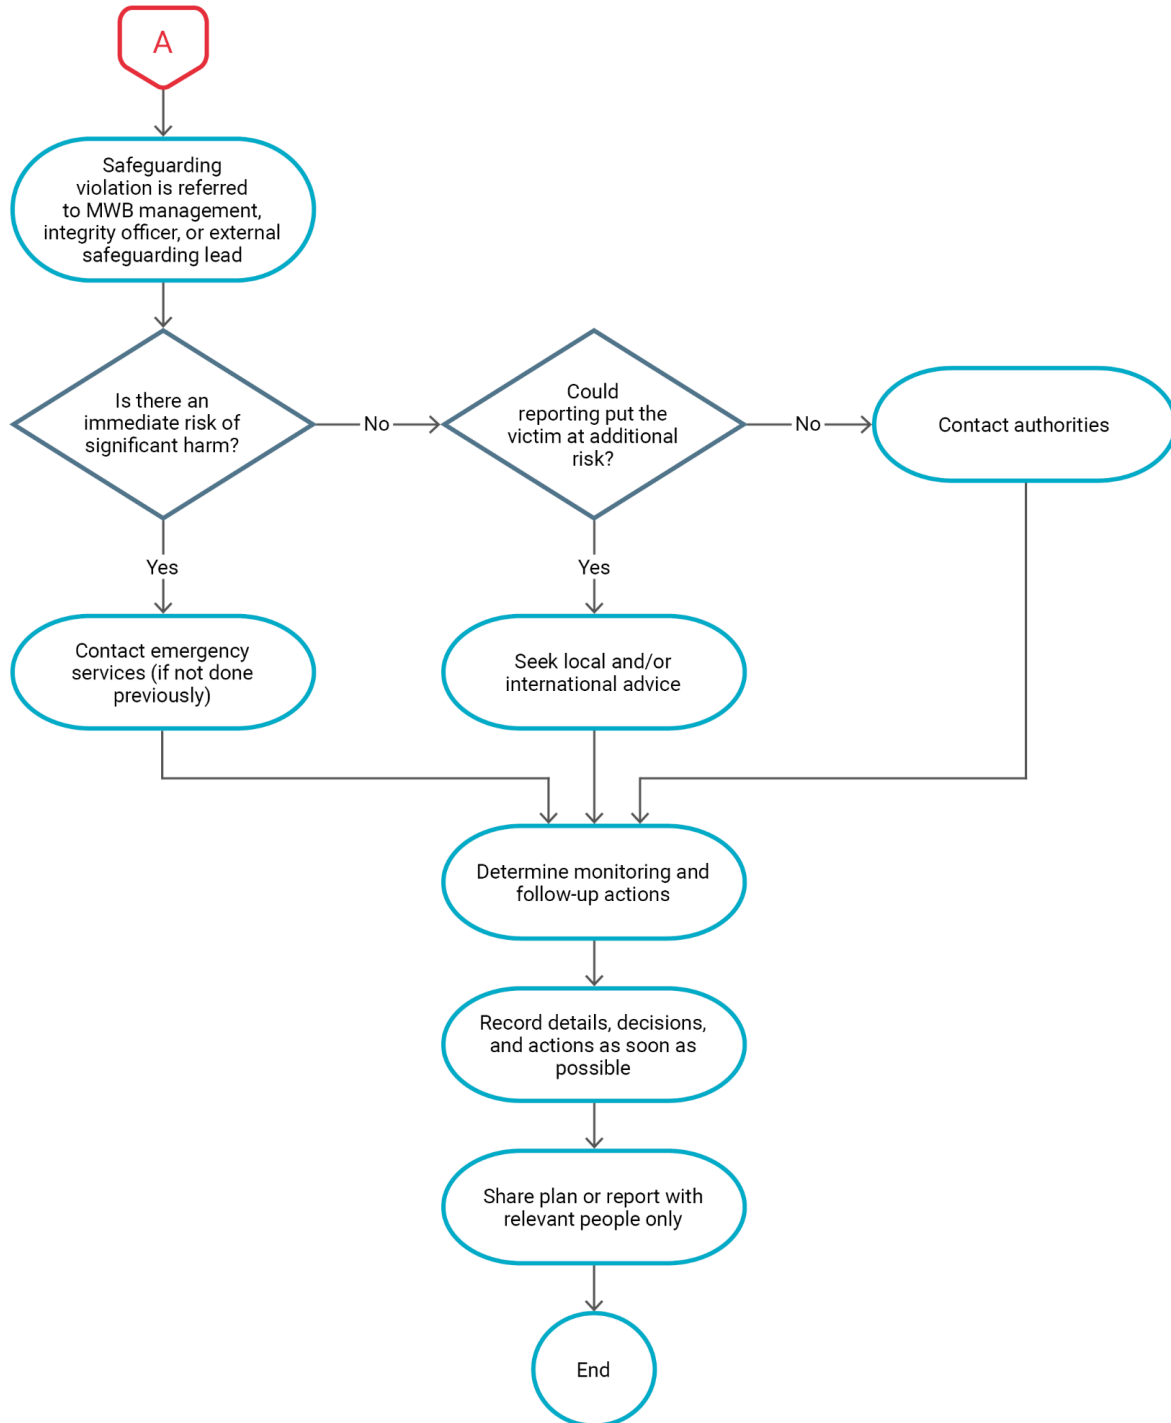 A
Safeguarding
violation is referred
to MWB management,
integrity officer, or external
safeguarding lead
Is there an
immediate risk of
significant harm?
No
Could
reporting put the
victim at additional
risk?
No
Contact authorities
Yes
Yes
Contact emergency
services (if not done
previously)
Seek local and/or
international advice
Determine monitoring and
follow-up actions
Record details, decisions,
and actions as soon as
possible
Share plan or report with
relevant people only
End